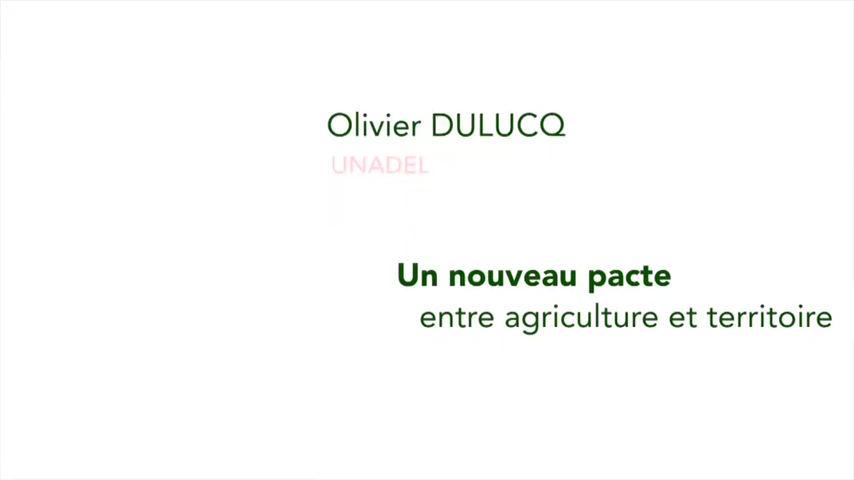 Olivier DULUCQ
UNADEL
Un nouveau pacte
entre agriculture et territoire